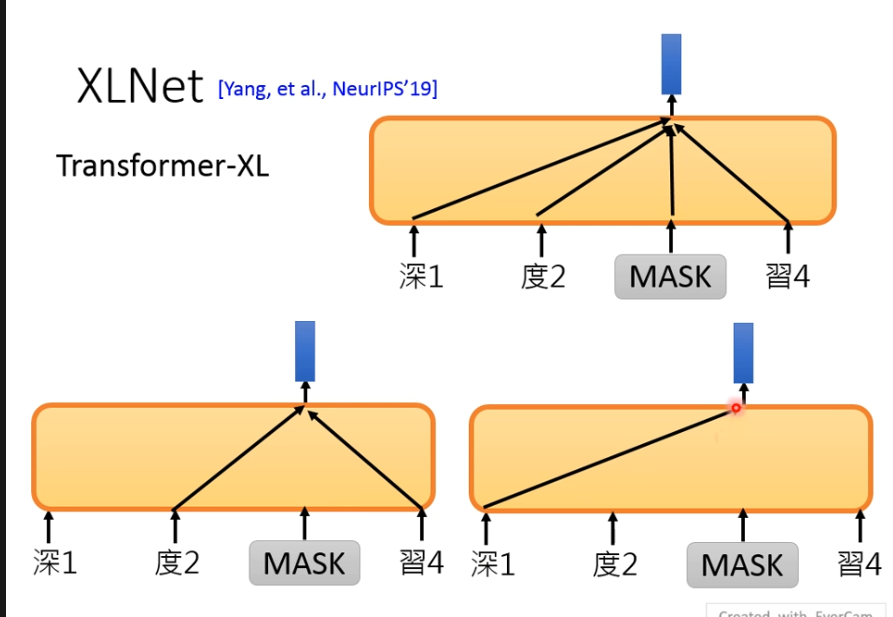 XLNet [Yang, et al., NeurIPS’19]
Transformer-XL
深1 度2 MASK 習4
深1 度2 MASK 習4 深1 度2 MASK 習4
Created with EverCam